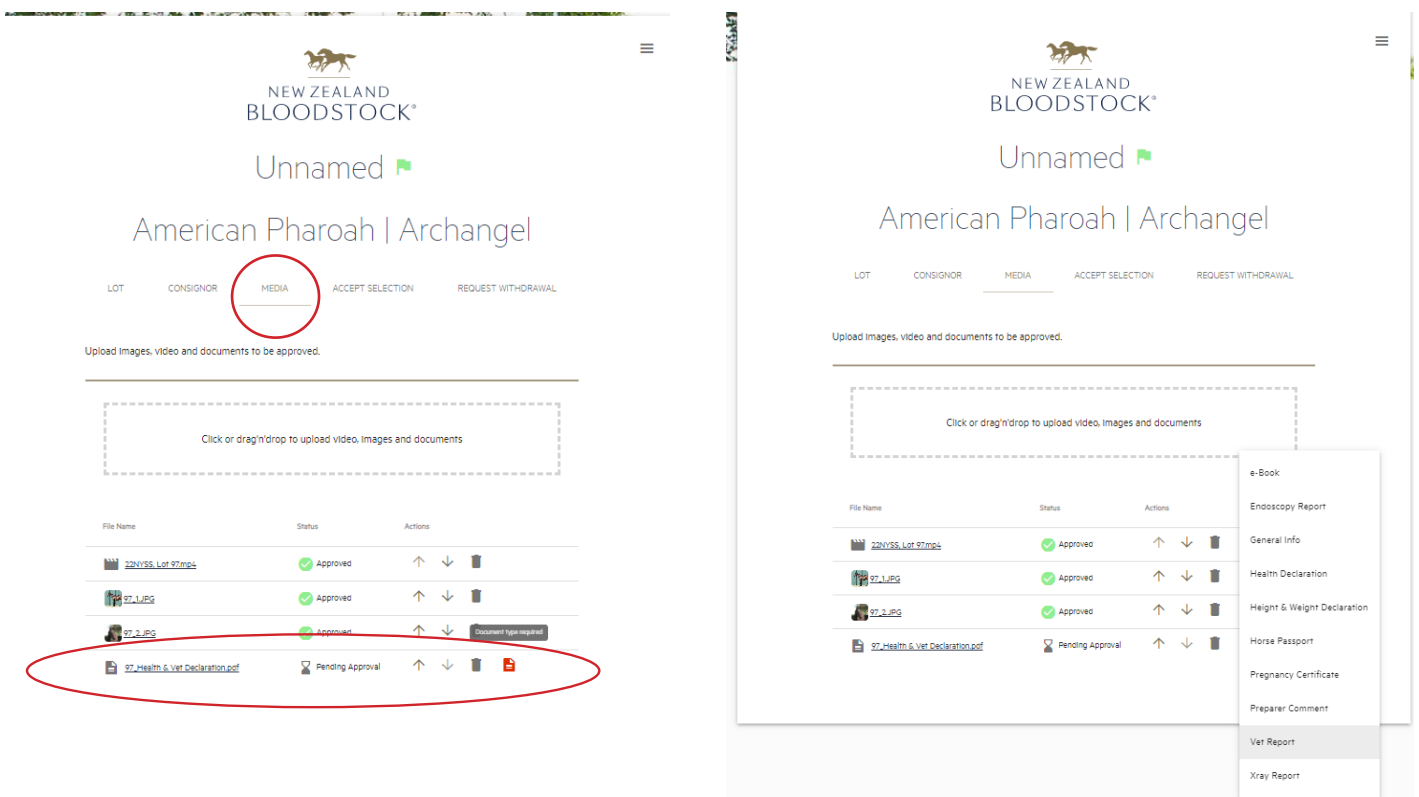 NEW ZEALAND
BLOODSTOCK®
Unnamed
American Pharoah | Archangel
LOT CONSIGNOR MEDIA ACCEPT SELECTION REQUEST WITHDRAWAL
Upload images, video and documents to be approved.
Click or drag'n'drop to upload video, images and documents
File Name Status Actions
22NYSS, Lot 97.mp4 Approved
97_1.JPG Approved
97_2.JPG Approved
Document type required
97_Health & Vet Declaration.pdf Pending Approval
NEW ZEALAND
BLOODSTOCK®
Unnamed
American Pharoah | Archangel
LOT CONSIGNOR MEDIA ACCEPT SELECTION REQUEST WITHDRAWAL
Upload images, video and documents to be approved.
Click or drag'n'drop to upload video, images and documents
File Name Status Actions
22NYSS, Lot 97.mp4 Approved
97_1.JPG Approved
97_2.JPG Approved
97_Health & Vet Declaration.pdf Pending Approval
e-Book
Endoscopy Report
General Info
Health Declaration
Height & Weight Declaration
Horse Passport
Pregnancy Certificate
Preparer Comment
Vet Report
Xray Report